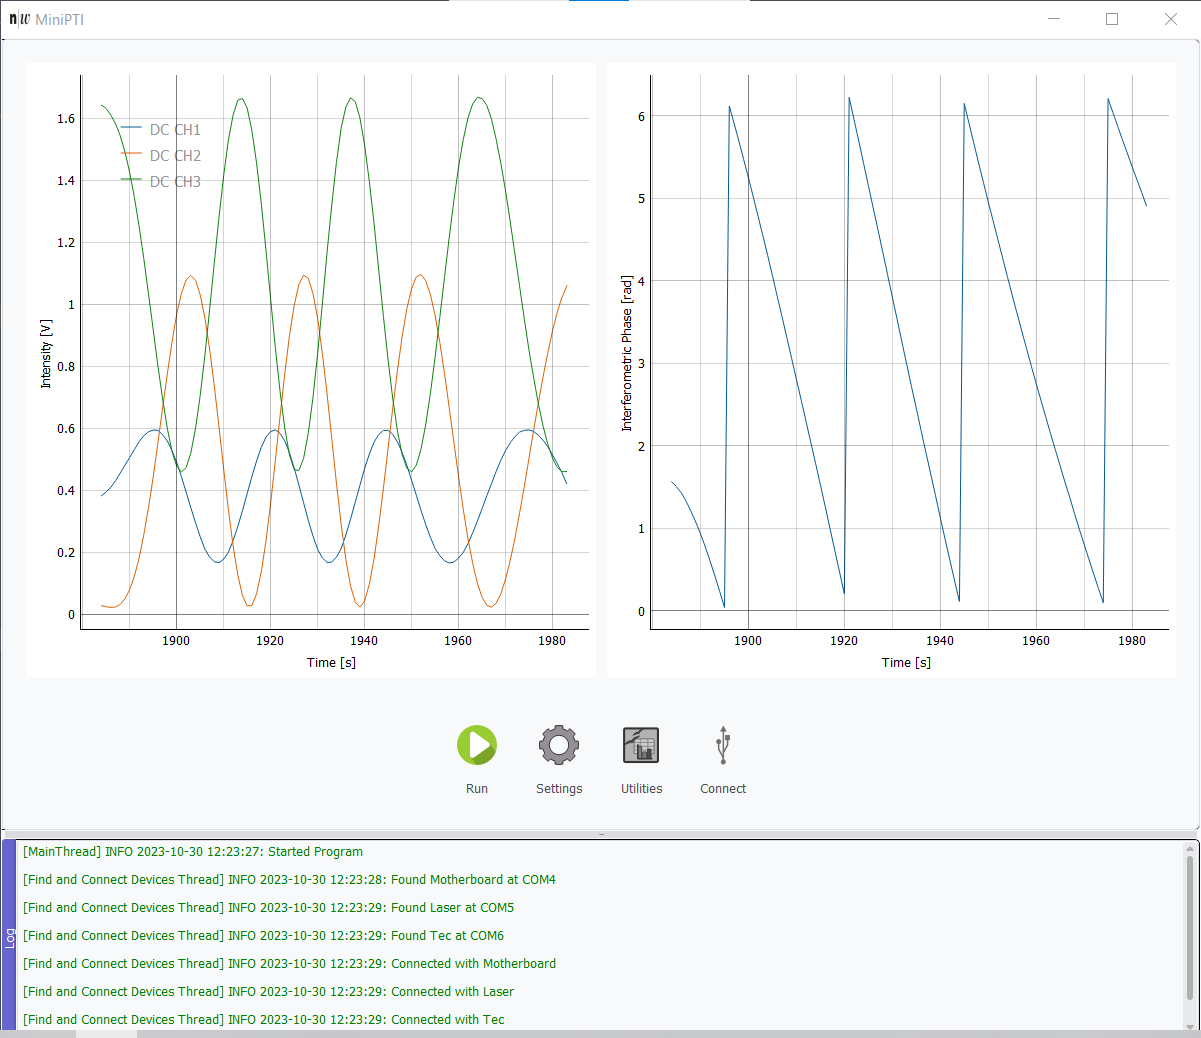 n|w MiniPTI
DC CH1
DC CH2
DC CH3
1.6
1.4
1.2
1
0.8
0.6
0.4
0.2
0
Intensity [V]
1900 1920 1940 1960 1980
Time [s]
6
5
4
3
2
1
0
Interferometric Phase [rad]
1900 1920 1940 1960 1980
Time [s]
Run Settings Utilities Connect
Log
[MainThread] INFO 2023-10-30 12:23:27: Started Program
[Find and Connect Devices Thread] INFO 2023-10-30 12:23:28: Found Motherboard at COM4
[Find and Connect Devices Thread] INFO 2023-10-30 12:23:29: Found Laser at COM5
[Find and Connect Devices Thread] INFO 2023-10-30 12:23:29: Found Tec at COM6
[Find and Connect Devices Thread] INFO 2023-10-30 12:23:29: Connected with Motherboard
[Find and Connect Devices Thread] INFO 2023-10-30 12:23:29: Connected with Laser
[Find and Connect Devices Thread] INFO 2023-10-30 12:23:29: Connected with Tec